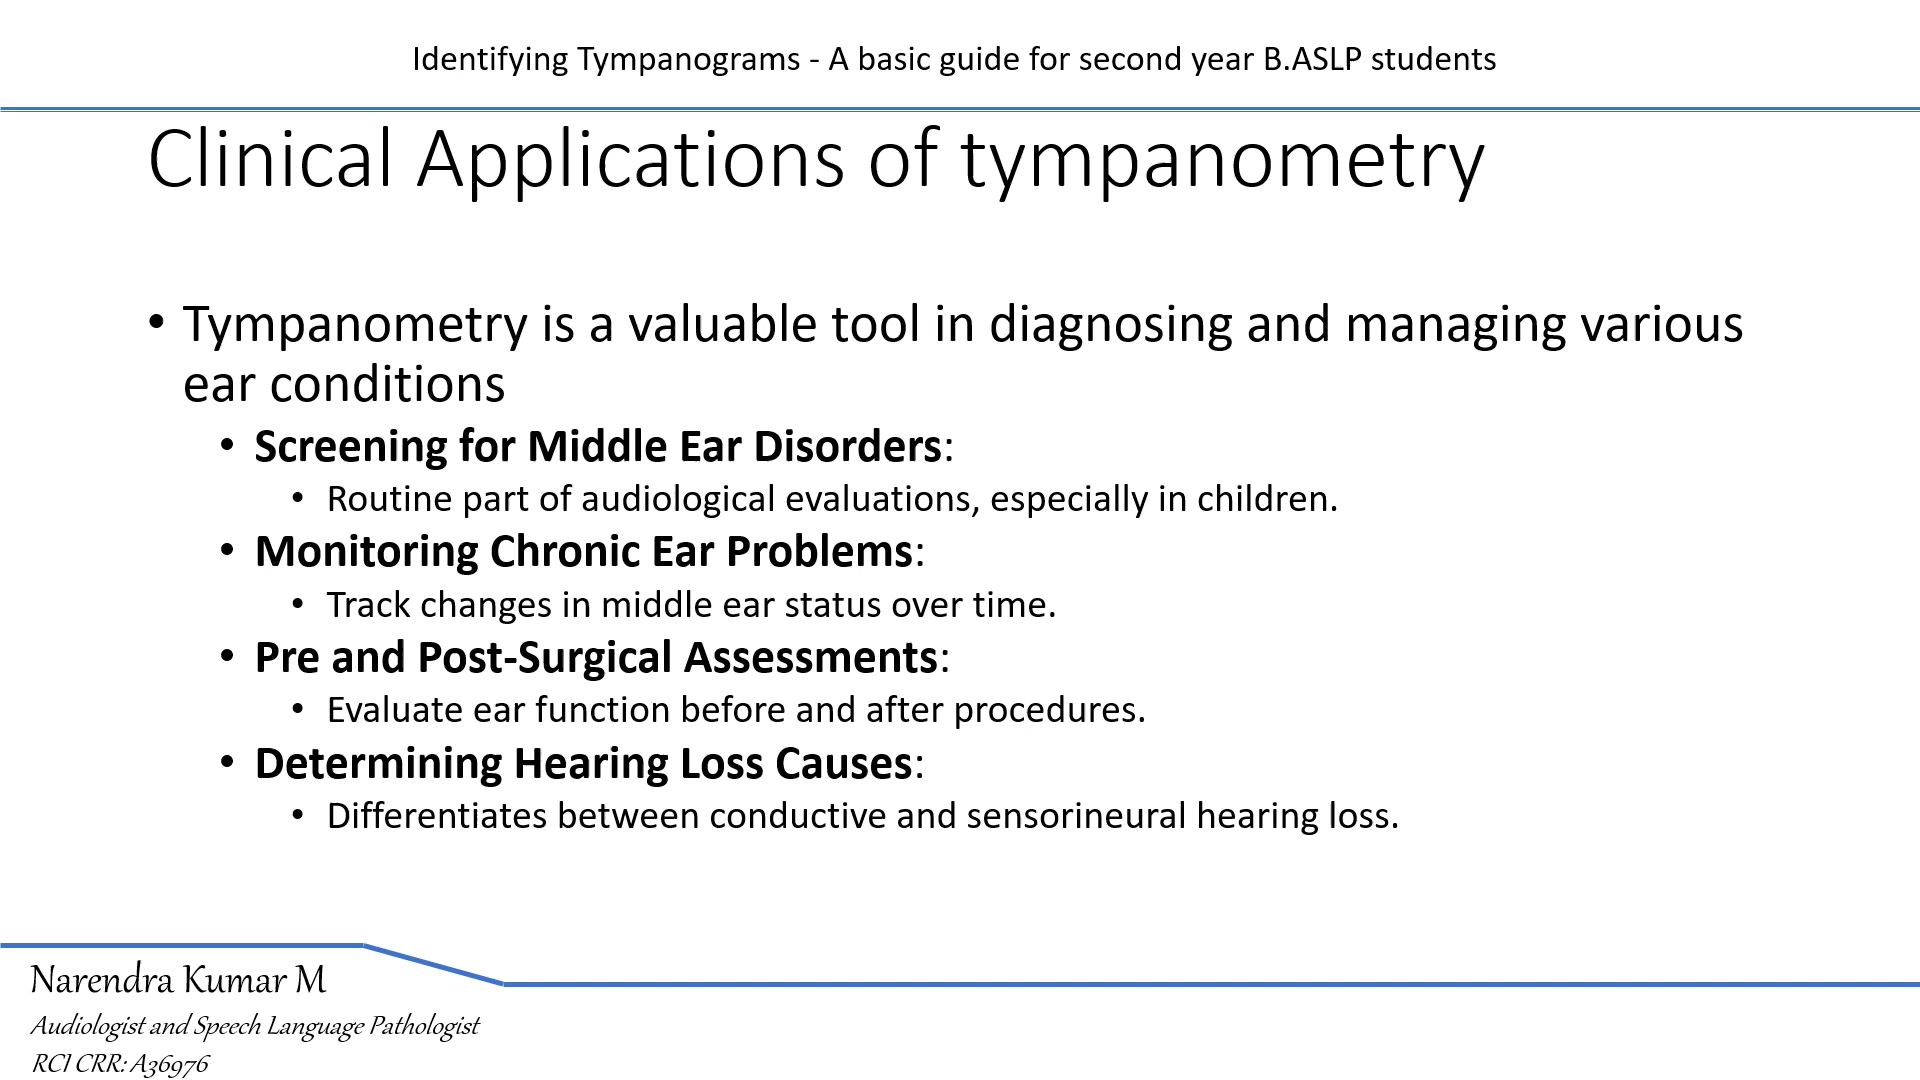 Identifying Tympanograms - A basic guide for second year B.ASLP students
Clinical Applications of tympanometry
• Tympanometry is a valuable tool in diagnosing and managing various
ear conditions
• Screening for Middle Ear Disorders:
• Routine part of audiological evaluations, especially in children.
• Monitoring Chronic Ear Problems:
• Track changes in middle ear status over time.
• Pre and Post-Surgical Assessments:
• Evaluate ear function before and after procedures.
• Determining Hearing Loss Causes:
• Differentiates between conductive and sensorineural hearing loss.
Narendra Kumar M
Audiologist and Speech Language Pathologist
RCI CRR: A36976